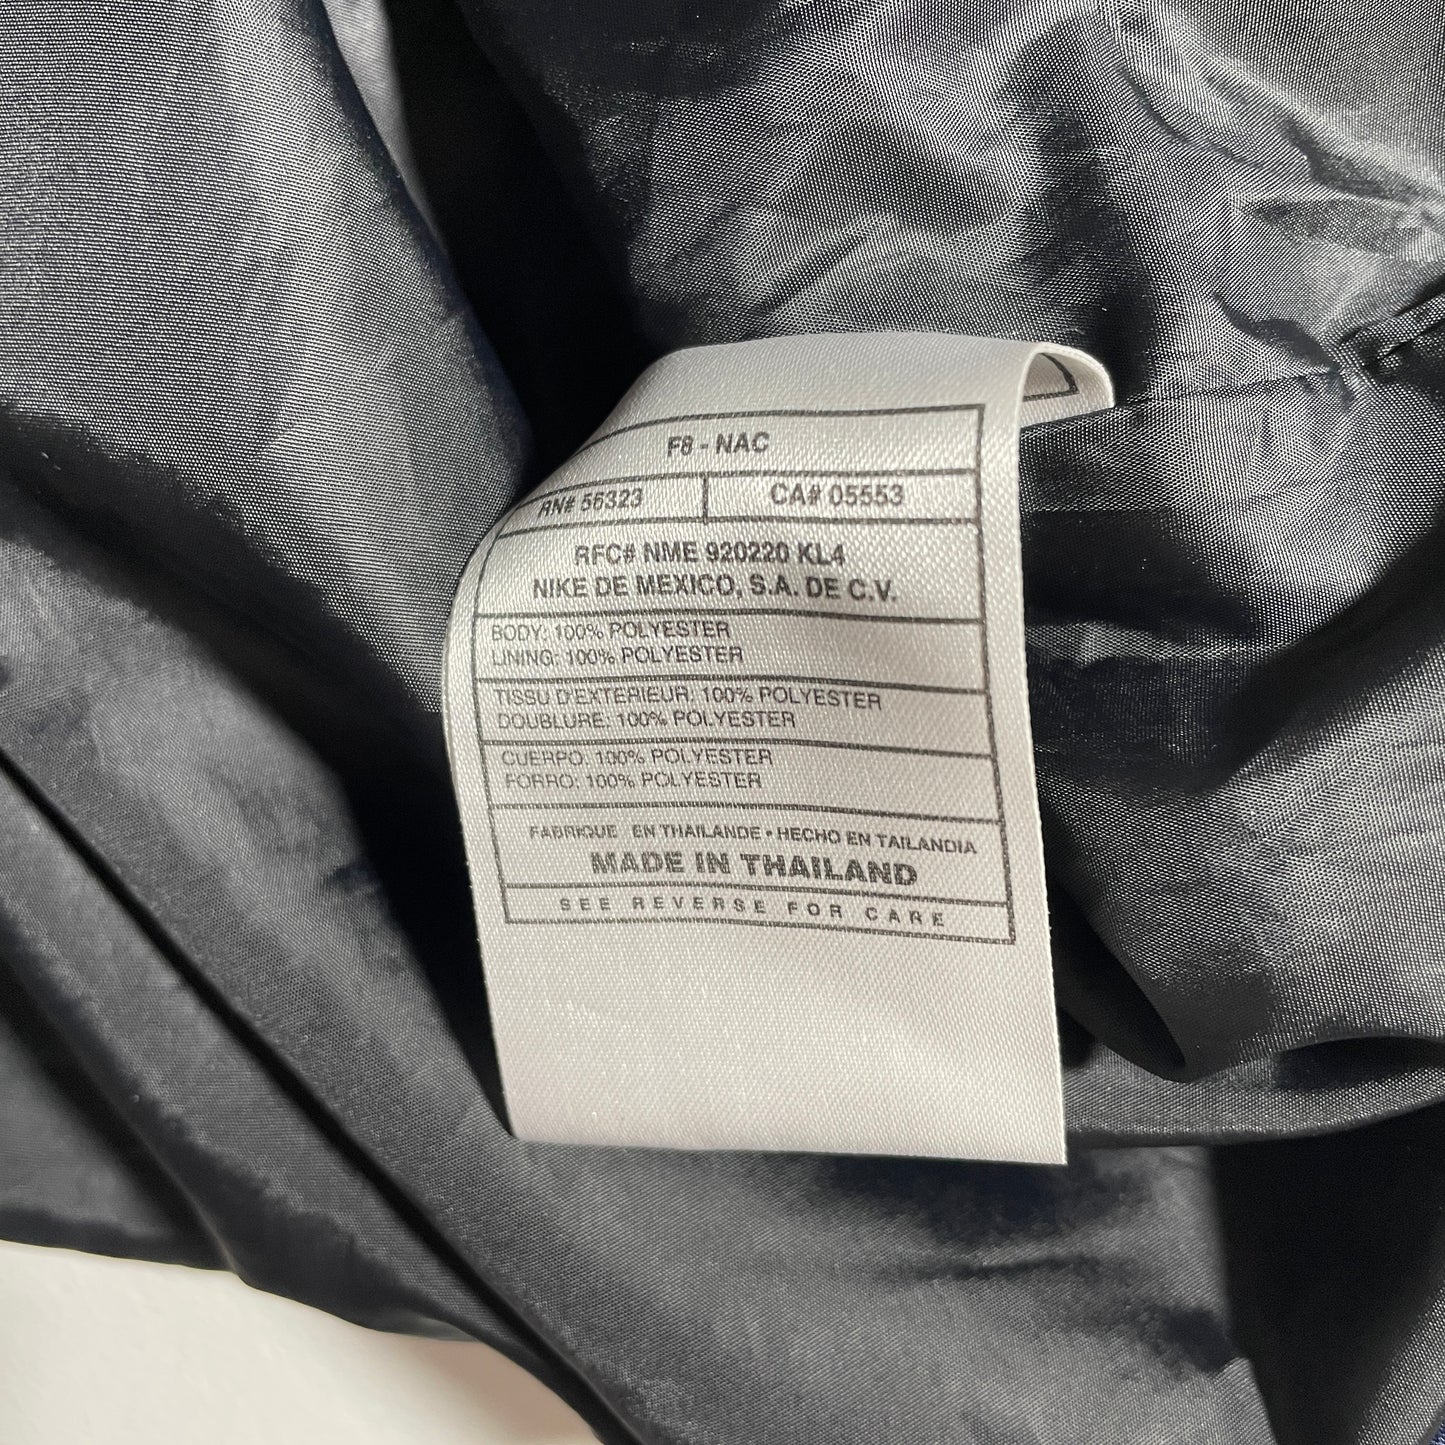 F8 - NAC
RN# 56323 CA# 05553
RFC# NME 920220 KL4
NIKE DE MEXICO, S.A. DE C.V.
BODY: 100% POLYESTER
LINING: 100% POLYESTER
TISSU D'EXTERIEUR: 100% POLYESTER
DOUBLURE: 100% POLYESTER
CUERPO: 100% POLYESTER
FORRO: 100% POLYESTER
FABRIQUE EN THAILANDE • HECHO EN TAILANDIA
MADE IN THAILAND
SEE REVERSE FOR CARE